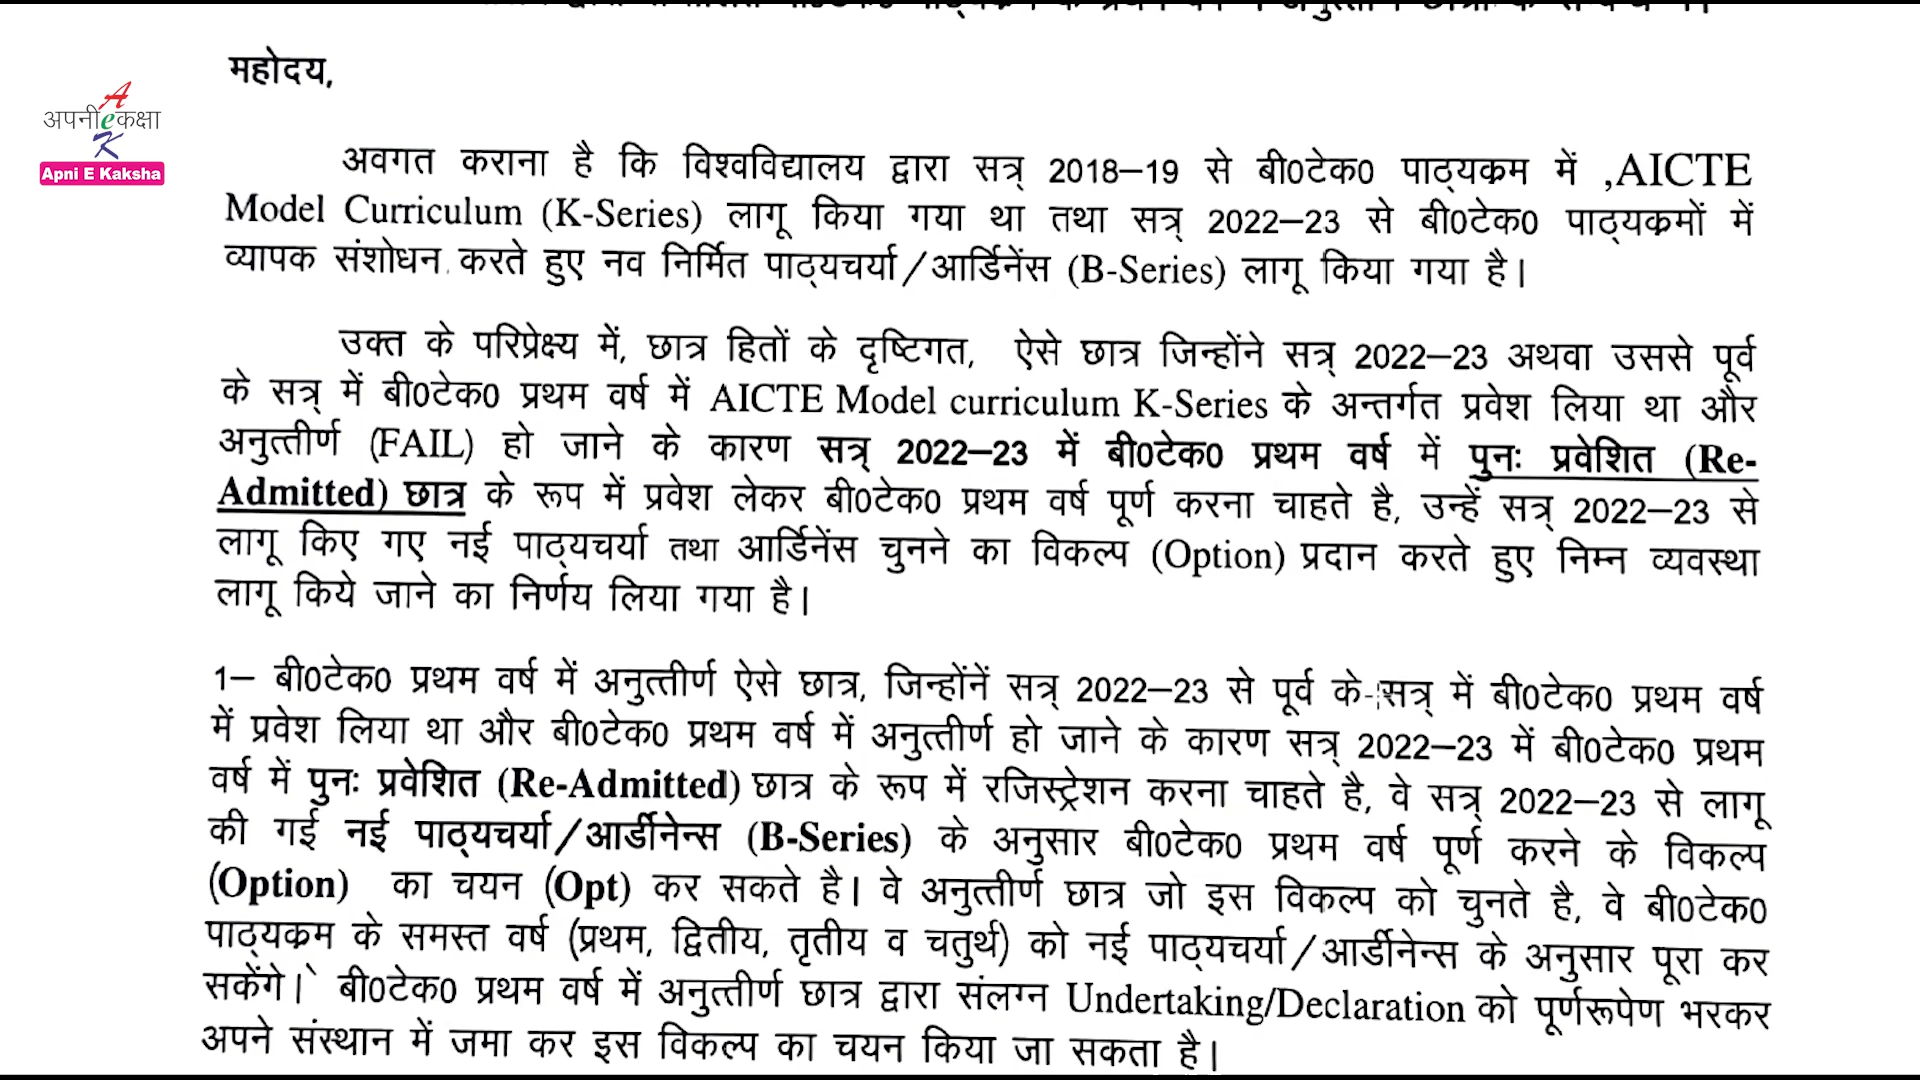 महोदय,
अपनीeकक्षा
A
K
Apni E Kaksha
अवगत कराना है कि विश्वविद्यालय द्वारा सत्र् 2018–19 से बी0टेक0 पाठ्यक्रम में ,AICTE
Model Curriculum (K-Series) लागू किया गया था तथा सत्र् 2022–23 से बी0टेक0 पाठ्यक्रमों में
व्यापक संशोधन करते हुए नव निर्मित पाठ्यचर्या/आर्डिनेंस (B-Series) लागू किया गया है।
उक्त के परिप्रेक्ष्य में, छात्र हितों के दृष्टिगत, ऐसे छात्र जिन्होंने सत्र् 2022–23 अथवा उससे पूर्व
के सत्र् में बी0टेक0 प्रथम वर्ष में AICTE Model curriculum K-Series के अन्तर्गत प्रवेश लिया था और
अनुत्तीर्ण (FAIL) हो जाने के कारण सत्र् 2022–23 में बी0टेक0 प्रथम वर्ष में पुनः प्रवेशित (Re-
Admitted) छात्र के रूप में प्रवेश लेकर बी0टेक0 प्रथम वर्ष पूर्ण करना चाहते है, उन्हें सत्र् 2022–23 से
लागू किए गए नई पाठ्यचर्या तथा आर्डिनेंस चुनने का विकल्प (Option) प्रदान करते हुए निम्न व्यवस्था
लागू किये जाने का निर्णय लिया गया है।
1– बी0टेक0 प्रथम वर्ष में अनुत्तीर्ण ऐसे छात्र, जिन्होंनें सत्र् 2022–23 से पूर्व के सत्र् में बी0टेक0 प्रथम वर्ष
में प्रवेश लिया था और बी0टेक0 प्रथम वर्ष में अनुत्तीर्ण हो जाने के कारण सत्र् 2022–23 में बी0टेक0 प्रथम
वर्ष में पुनः प्रवेशित (Re-Admitted) छात्र के रूप में रजिस्ट्रेशन करना चाहते है, वे सत्र् 2022–23 से लागू
की गई नई पाठ्यचर्या/आर्डीनेन्स (B-Series) के अनुसार बी0टेक0 प्रथम वर्ष पूर्ण करने के विकल्प
(Option) का चयन (Opt) कर सकते है। वे अनुत्तीर्ण छात्र जो इस विकल्प को चुनते है, वे बी0टेक0
पाठ्यक्रम के समस्त वर्ष (प्रथम, द्वितीय, तृतीय व चतुर्थ) को नई पाठ्यचर्या/आर्डीनेन्स के अनुसार पूरा कर
सकेंगे। बी0टेक0 प्रथम वर्ष में अनुत्तीर्ण छात्र द्वारा संलग्न Undertaking/Declaration को पूर्णरूपेण भरकर
अपने संस्थान में जमा कर इस विकल्प का चयन किया जा सकता है।